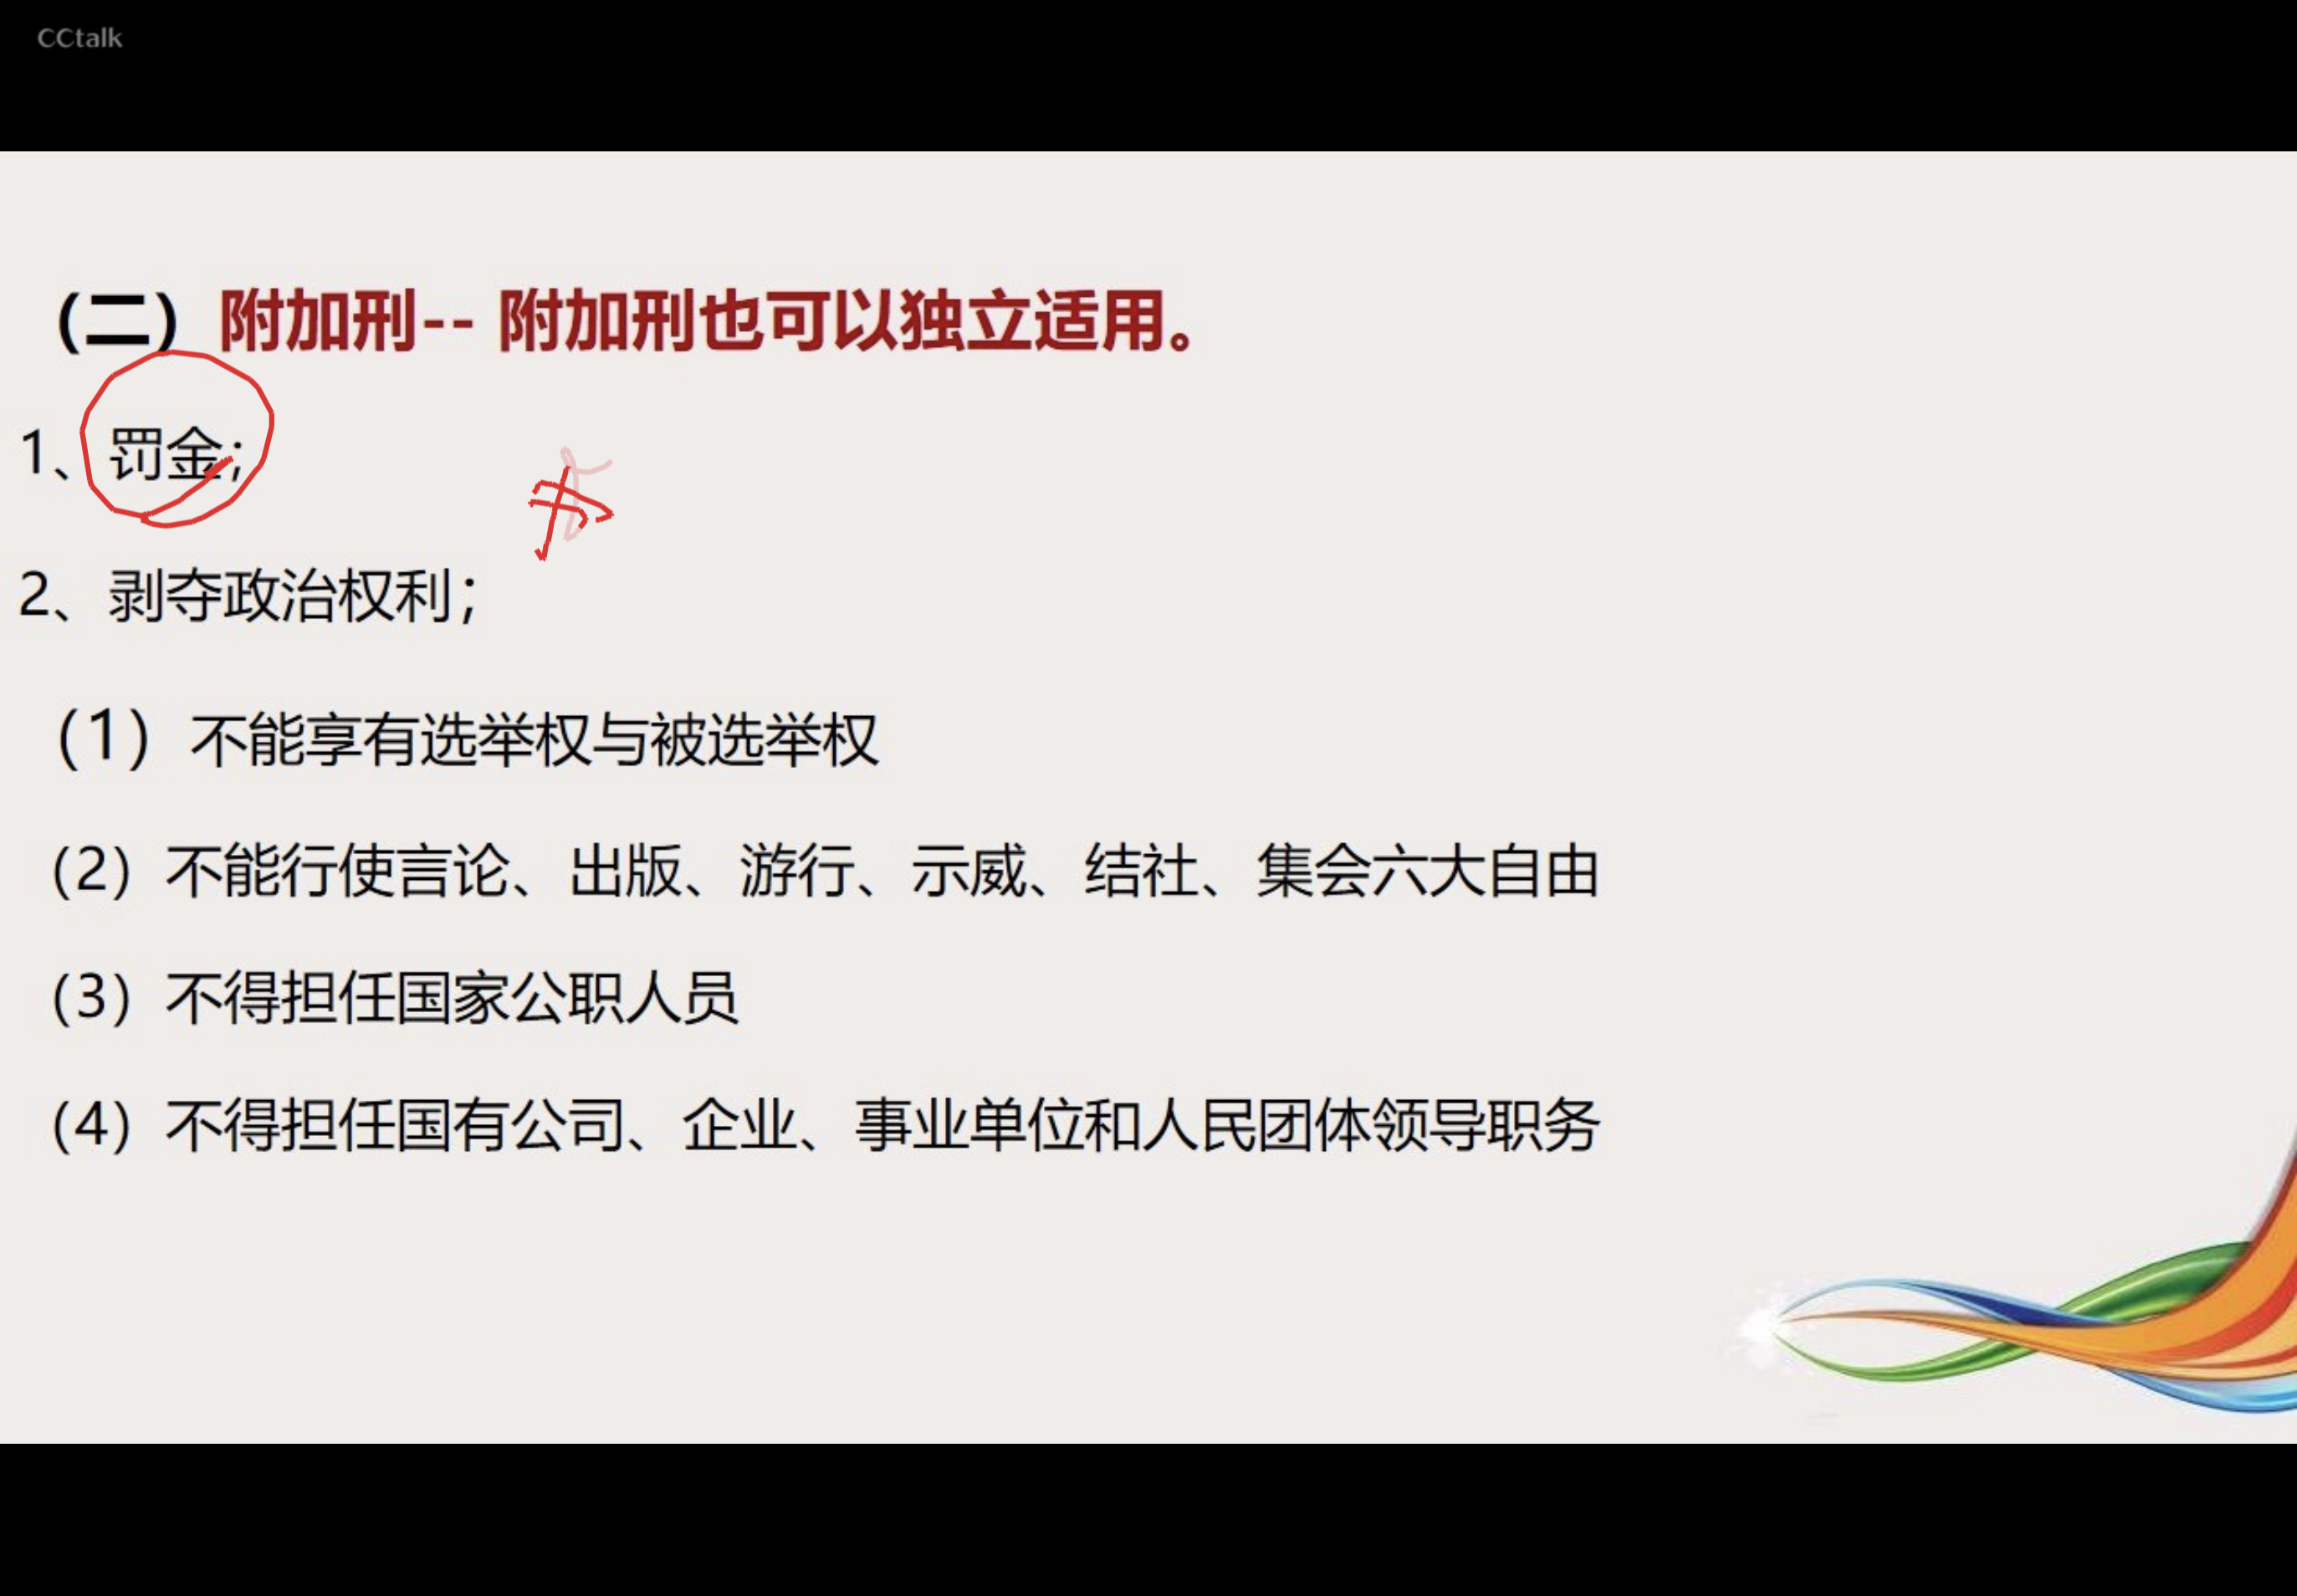 CCtalk
（二）附加刑-- 附加刑也可以独立适用。
1、罚金；
2、剥夺政治权利；
（1）不能享有选举权与被选举权
（2）不能行使言论、出版、游行、示威、结社、集会六大自由
（3）不得担任国家公职人员
（4）不得担任国有公司、企业、事业单位和人民团体领导职务